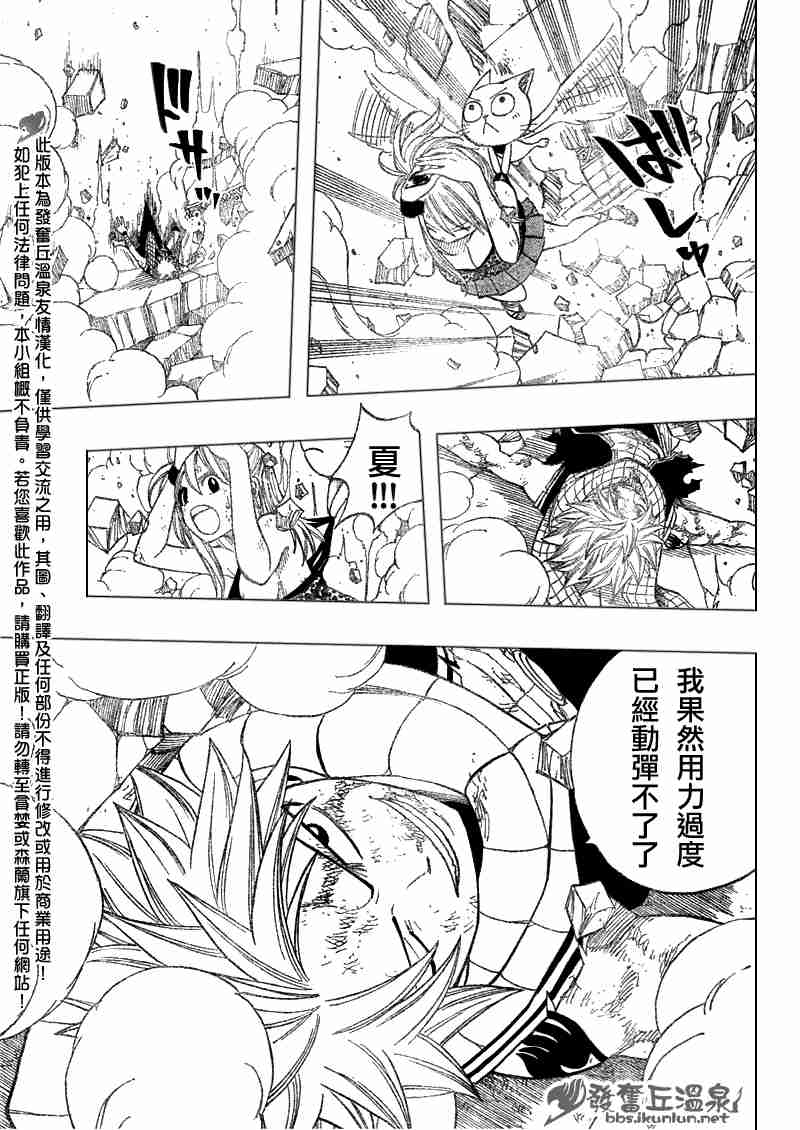 ばしゅ
ドサッ
夏!!!
我果然用力過度
已經動彈不了了
此版本為發奮丘溫泉友情漢化，僅供學習交流之用，其圖、翻譯及任何部份不得進行修改或用於商業用途！
如犯上任何法律問題，本小組概不負責。若您喜歡此作品，請購買正版！請勿轉至貪婪或森蘭旗下任何網站！
發奮丘溫泉
bbs.ikunlun.net